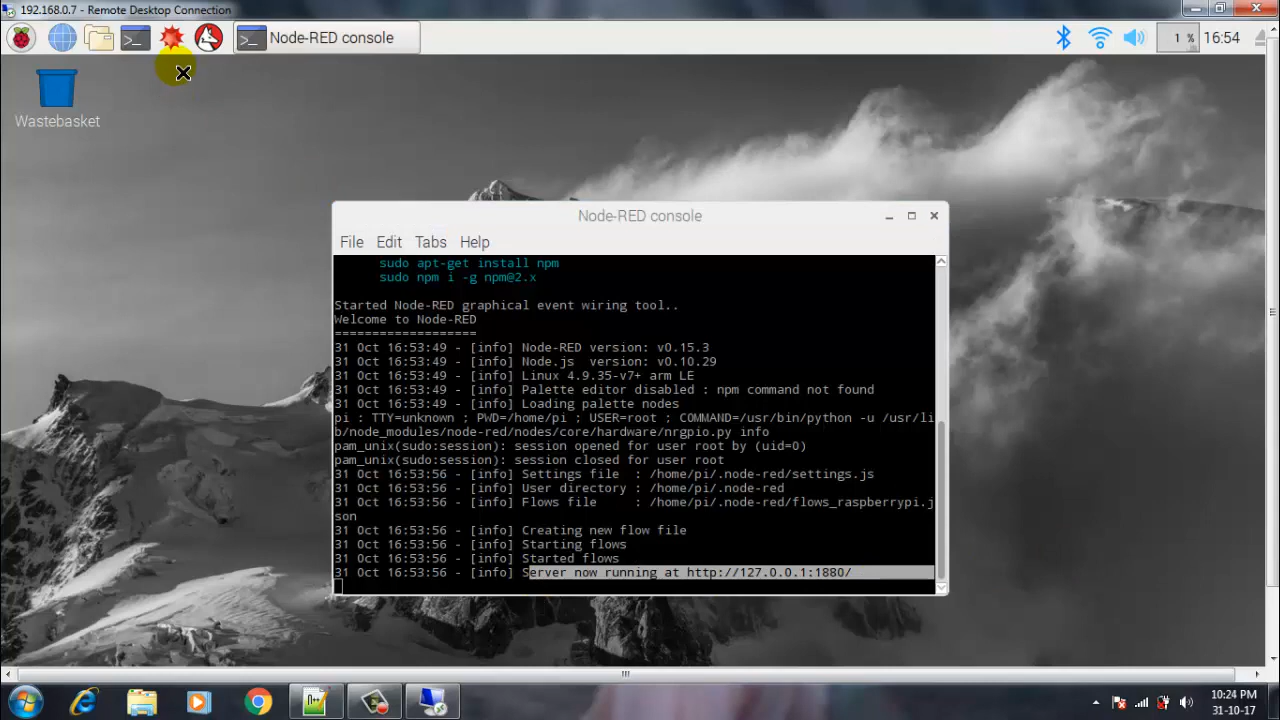 192.168.0.7 - Remote Desktop Connection
Node-RED console
1 %
16:54
Wastebasket
Node-RED console
File Edit Tabs Help
sudo apt-get install npm
sudo npm i -g npm@2.x
Started Node-RED graphical event wiring tool..
Welcome to Node-RED
===================
31 Oct 16:53:49 - [info] Node-RED version: v0.15.3
31 Oct 16:53:49 - [info] Node.js  version: v0.10.29
31 Oct 16:53:49 - [info] Linux 4.9.35-v7+ arm LE
31 Oct 16:53:49 - [info] Palette editor disabled : npm command not found
31 Oct 16:53:49 - [info] Loading palette nodes
pi : TTY=unknown ; PWD=/home/pi ; USER=root ; COMMAND=/usr/bin/python -u /usr/li
b/node_modules/node-red/nodes/core/hardware/nrgpio.py info
pam_unix(sudo:session): session opened for user root by (uid=0)
pam_unix(sudo:session): session closed for user root
31 Oct 16:53:56 - [info] Settings file  : /home/pi/.node-red/settings.js
31 Oct 16:53:56 - [info] User directory : /home/pi/.node-red
31 Oct 16:53:56 - [info] Flows file     : /home/pi/.node-red/flows_raspberrypi.j
son
31 Oct 16:53:56 - [info] Creating new flow file
31 Oct 16:53:56 - [info] Starting flows
31 Oct 16:53:56 - [info] Started flows
31 Oct 16:53:56 - [info] Server now running at http://127.0.0.1:1880/
10:24 PM
31-10-17